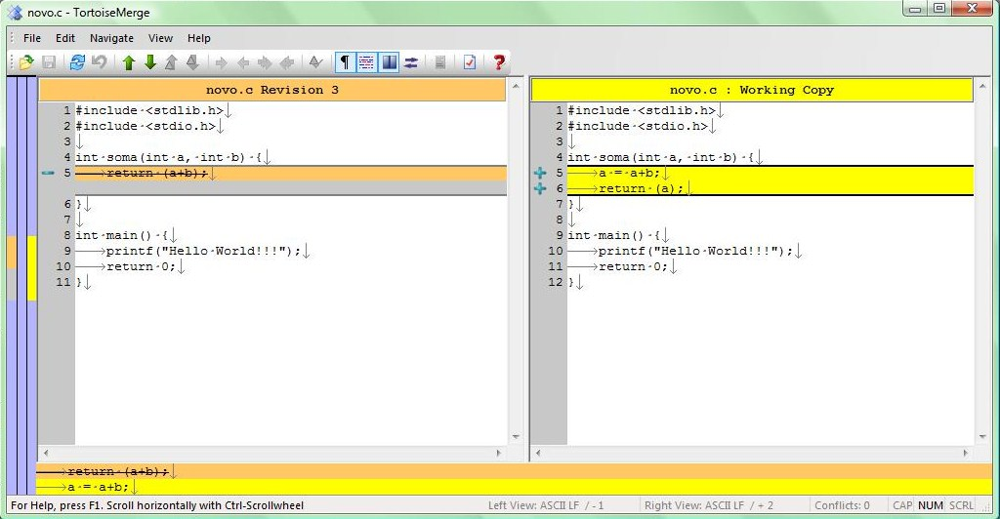 novo.c - TortoiseMerge
File Edit Navigate View Help
novo.c Revision 3
1 #include·<stdlib.h>↓
2 #include·<stdio.h>↓
3 ↓
4 int·soma(int·a,·int·b)·{↓
5 return·(a+b);↓
6 }↓
7 ↓
8 int·main()·{↓
9 printf("Hello·World!!!");↓
10 return·0;↓
11 }↓
novo.c : Working Copy
1 #include·<stdlib.h>↓
2 #include·<stdio.h>↓
3 ↓
4 int·soma(int·a,·int·b)·{↓
5 a·=·a+b;↓
6 return·(a);↓
7 }↓
8 ↓
9 int·main()·{↓
10 printf("Hello·World!!!");↓
11 return·0;↓
12 }↓
return·(a+b);↓
a·=·a+b;↓
For Help, press F1. Scroll horizontally with Ctrl-Scrollwheel Left View: ASCII LF / - 1 Right View: ASCII LF / + 2 Conflicts: 0 CAP NUM SCRL